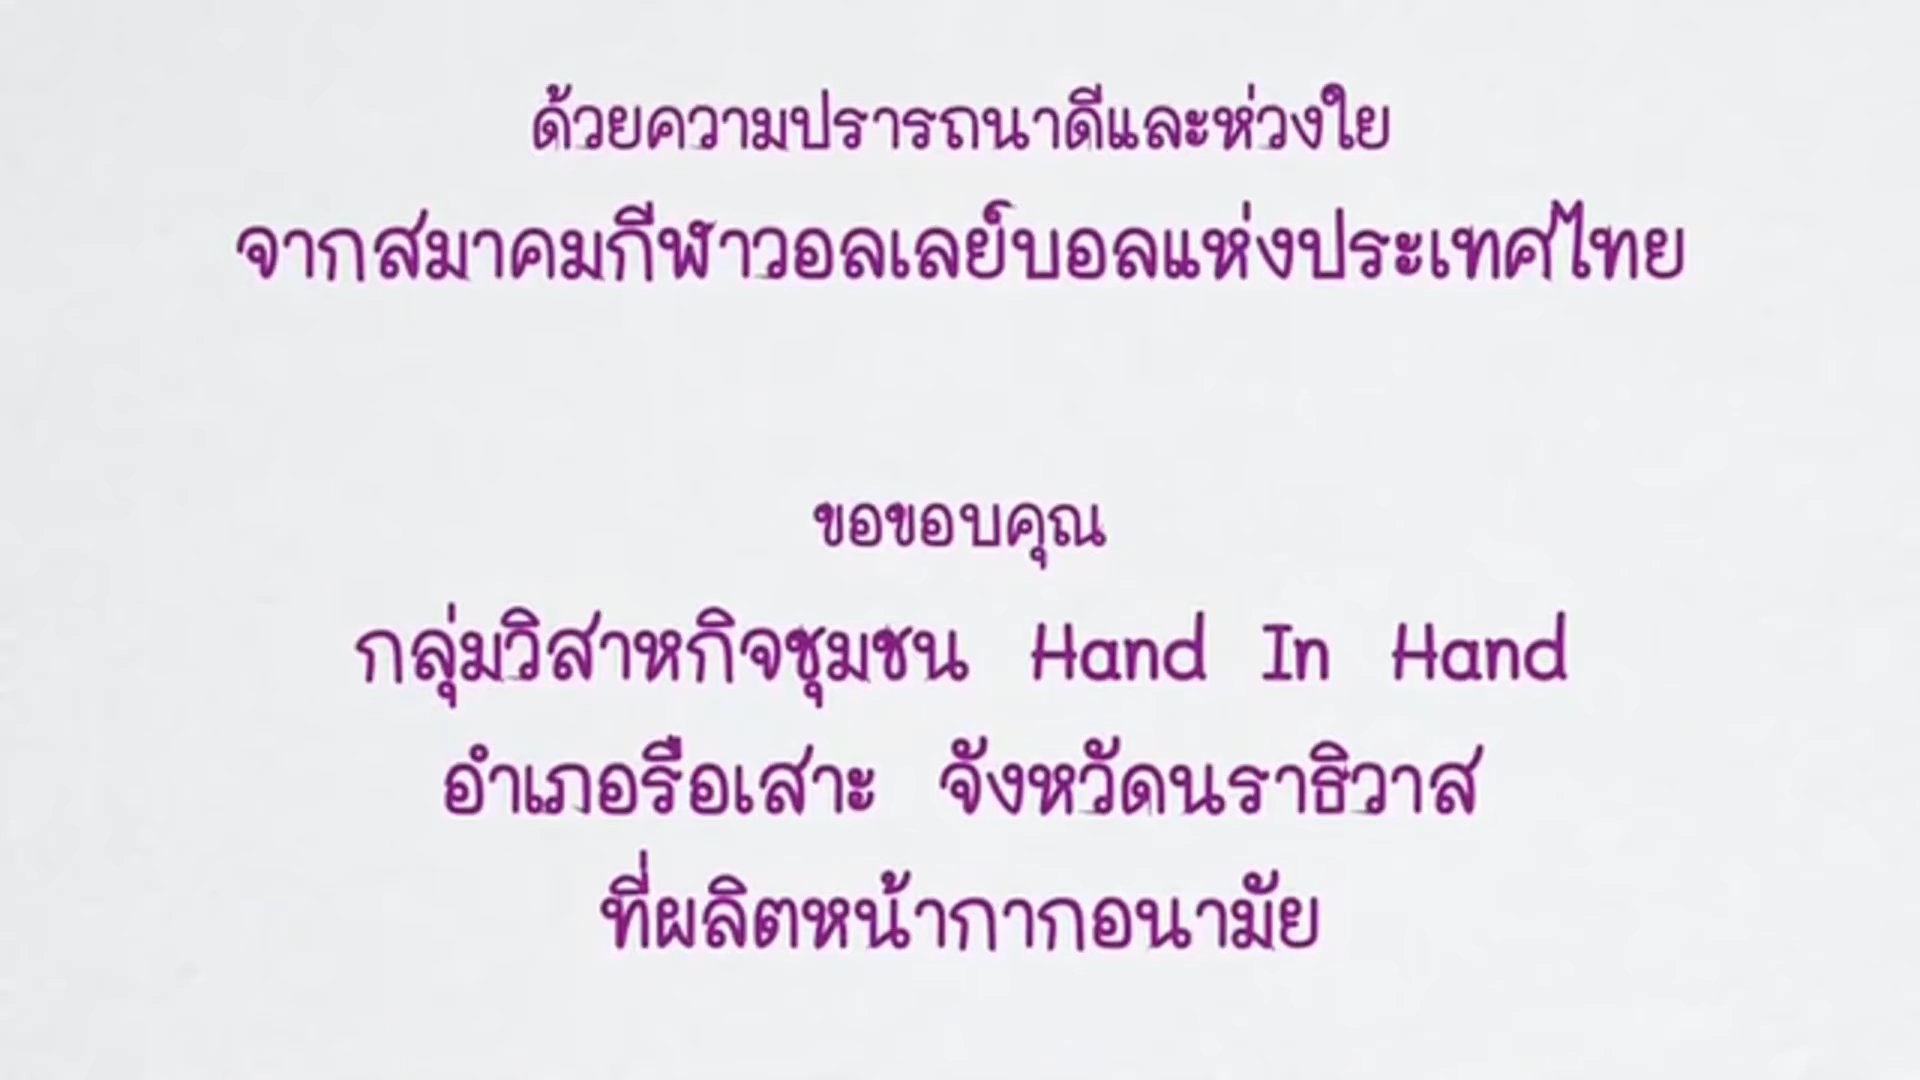 ด้วยความปรารถนาดีและห่วงใย
จากสมาคมกีฬาวอลเลย์บอลแห่งประเทศไทย
ขอขอบคุณ
กลุ่มวิสาหกิจชุมชน Hand In Hand
อำเภอรือเสาะ จังหวัดนราธิวาส
ที่ผลิตหน้ากากอนามัย